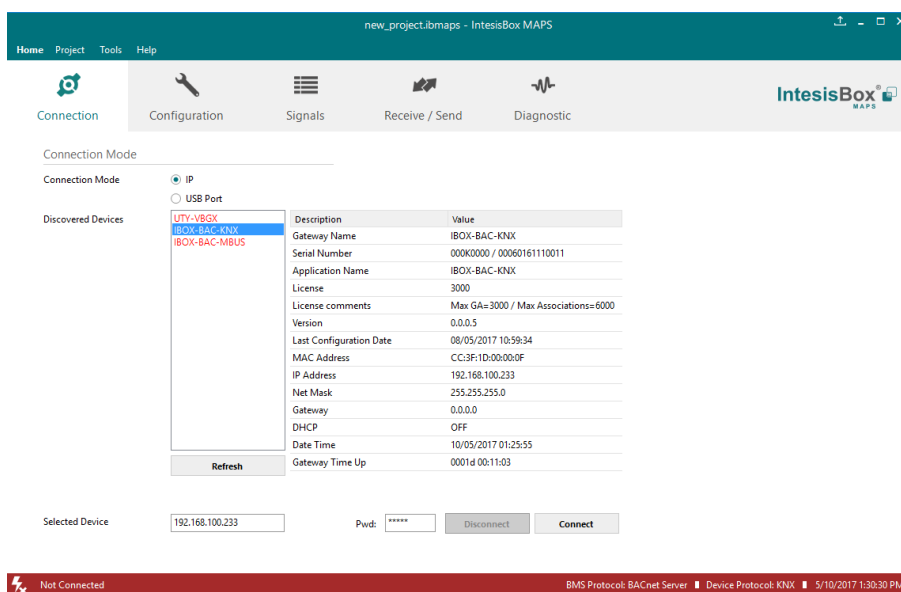 new_project.ibmaps - IntesisBox MAPS
Home Project Tools Help
Connection Configuration Signals Receive / Send Diagnostic
IntesisBox®
MAPS
Connection Mode
Connection Mode IP
USB Port
Discovered Devices
UTY-VBGX
IBOX-BAC-KNX
IBOX-BAC-MBUS
Description Value
Gateway Name IBOX-BAC-KNX
Serial Number 000K0000 / 00060161110011
Application Name IBOX-BAC-KNX
License 3000
License comments Max GA=3000 / Max Associations=6000
Version 0.0.0.5
Last Configuration Date 08/05/2017 10:59:34
MAC Address CC:3F:1D:00:00:0F
IP Address 192.168.100.233
Net Mask 255.255.255.0
Gateway 0.0.0.0
DHCP OFF
Date Time 10/05/2017 01:25:55
Gateway Time Up 0001d 00:11:03
Refresh
Selected Device 192.168.100.233 Pwd: ***** Disconnect Connect
Not Connected BMS Protocol: BACnet Server Device Protocol: KNX 5/10/2017 1:30:30 PM